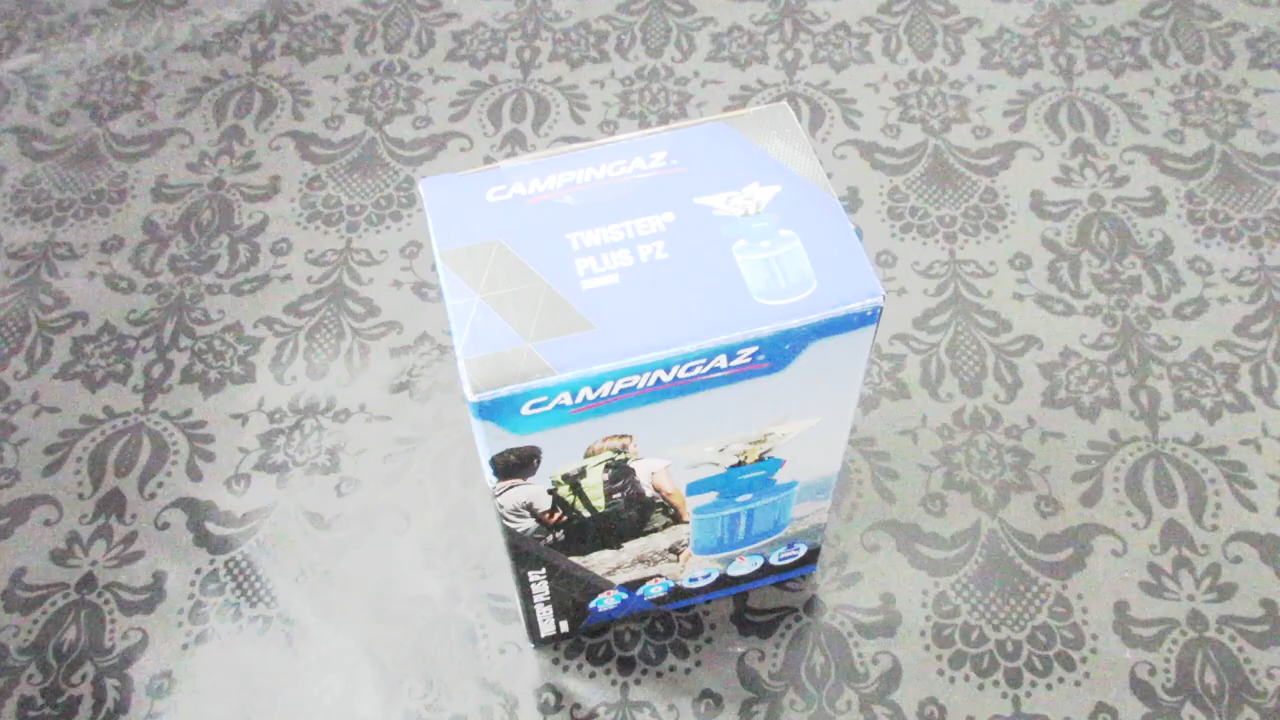 CAMPINGAZ
TWISTER®
PLUS PZ
CAMPINGAZ
TWISTER® PLUS PZ